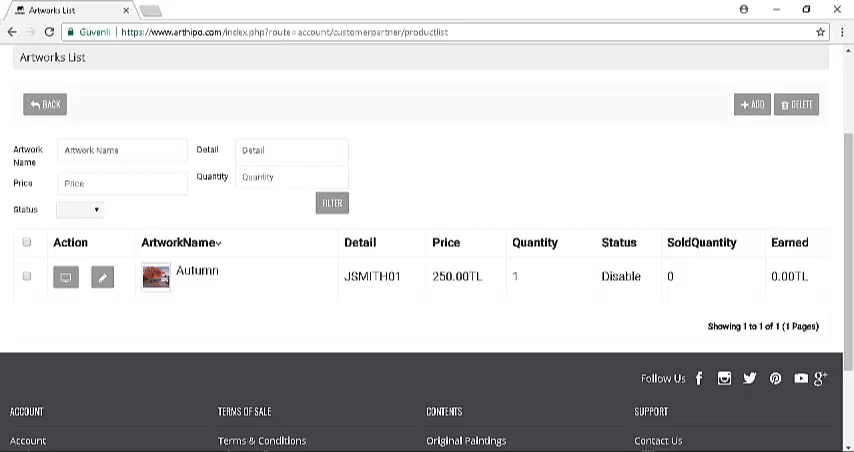 Artworks List
Güvenli | https://www.arthipo.com/index.php?route=account/customerpartner/productlist
Artworks List
BACK
ADD DELETE
Artwork Name Artwork Name Detail Detail
Price Price Quantity Quantity
Status FILTER
Action ArtworkName Detail Price Quantity Status SoldQuantity Earned
Autumn JSMITH01 250.00TL 1 Disable 0 0.00TL
Showing 1 to 1 of 1 (1 Pages)
Follow Us
ACCOUNT TERMS OF SALE CONTENTS SUPPORT
Account Terms & Conditions Original Paintings Contact Us